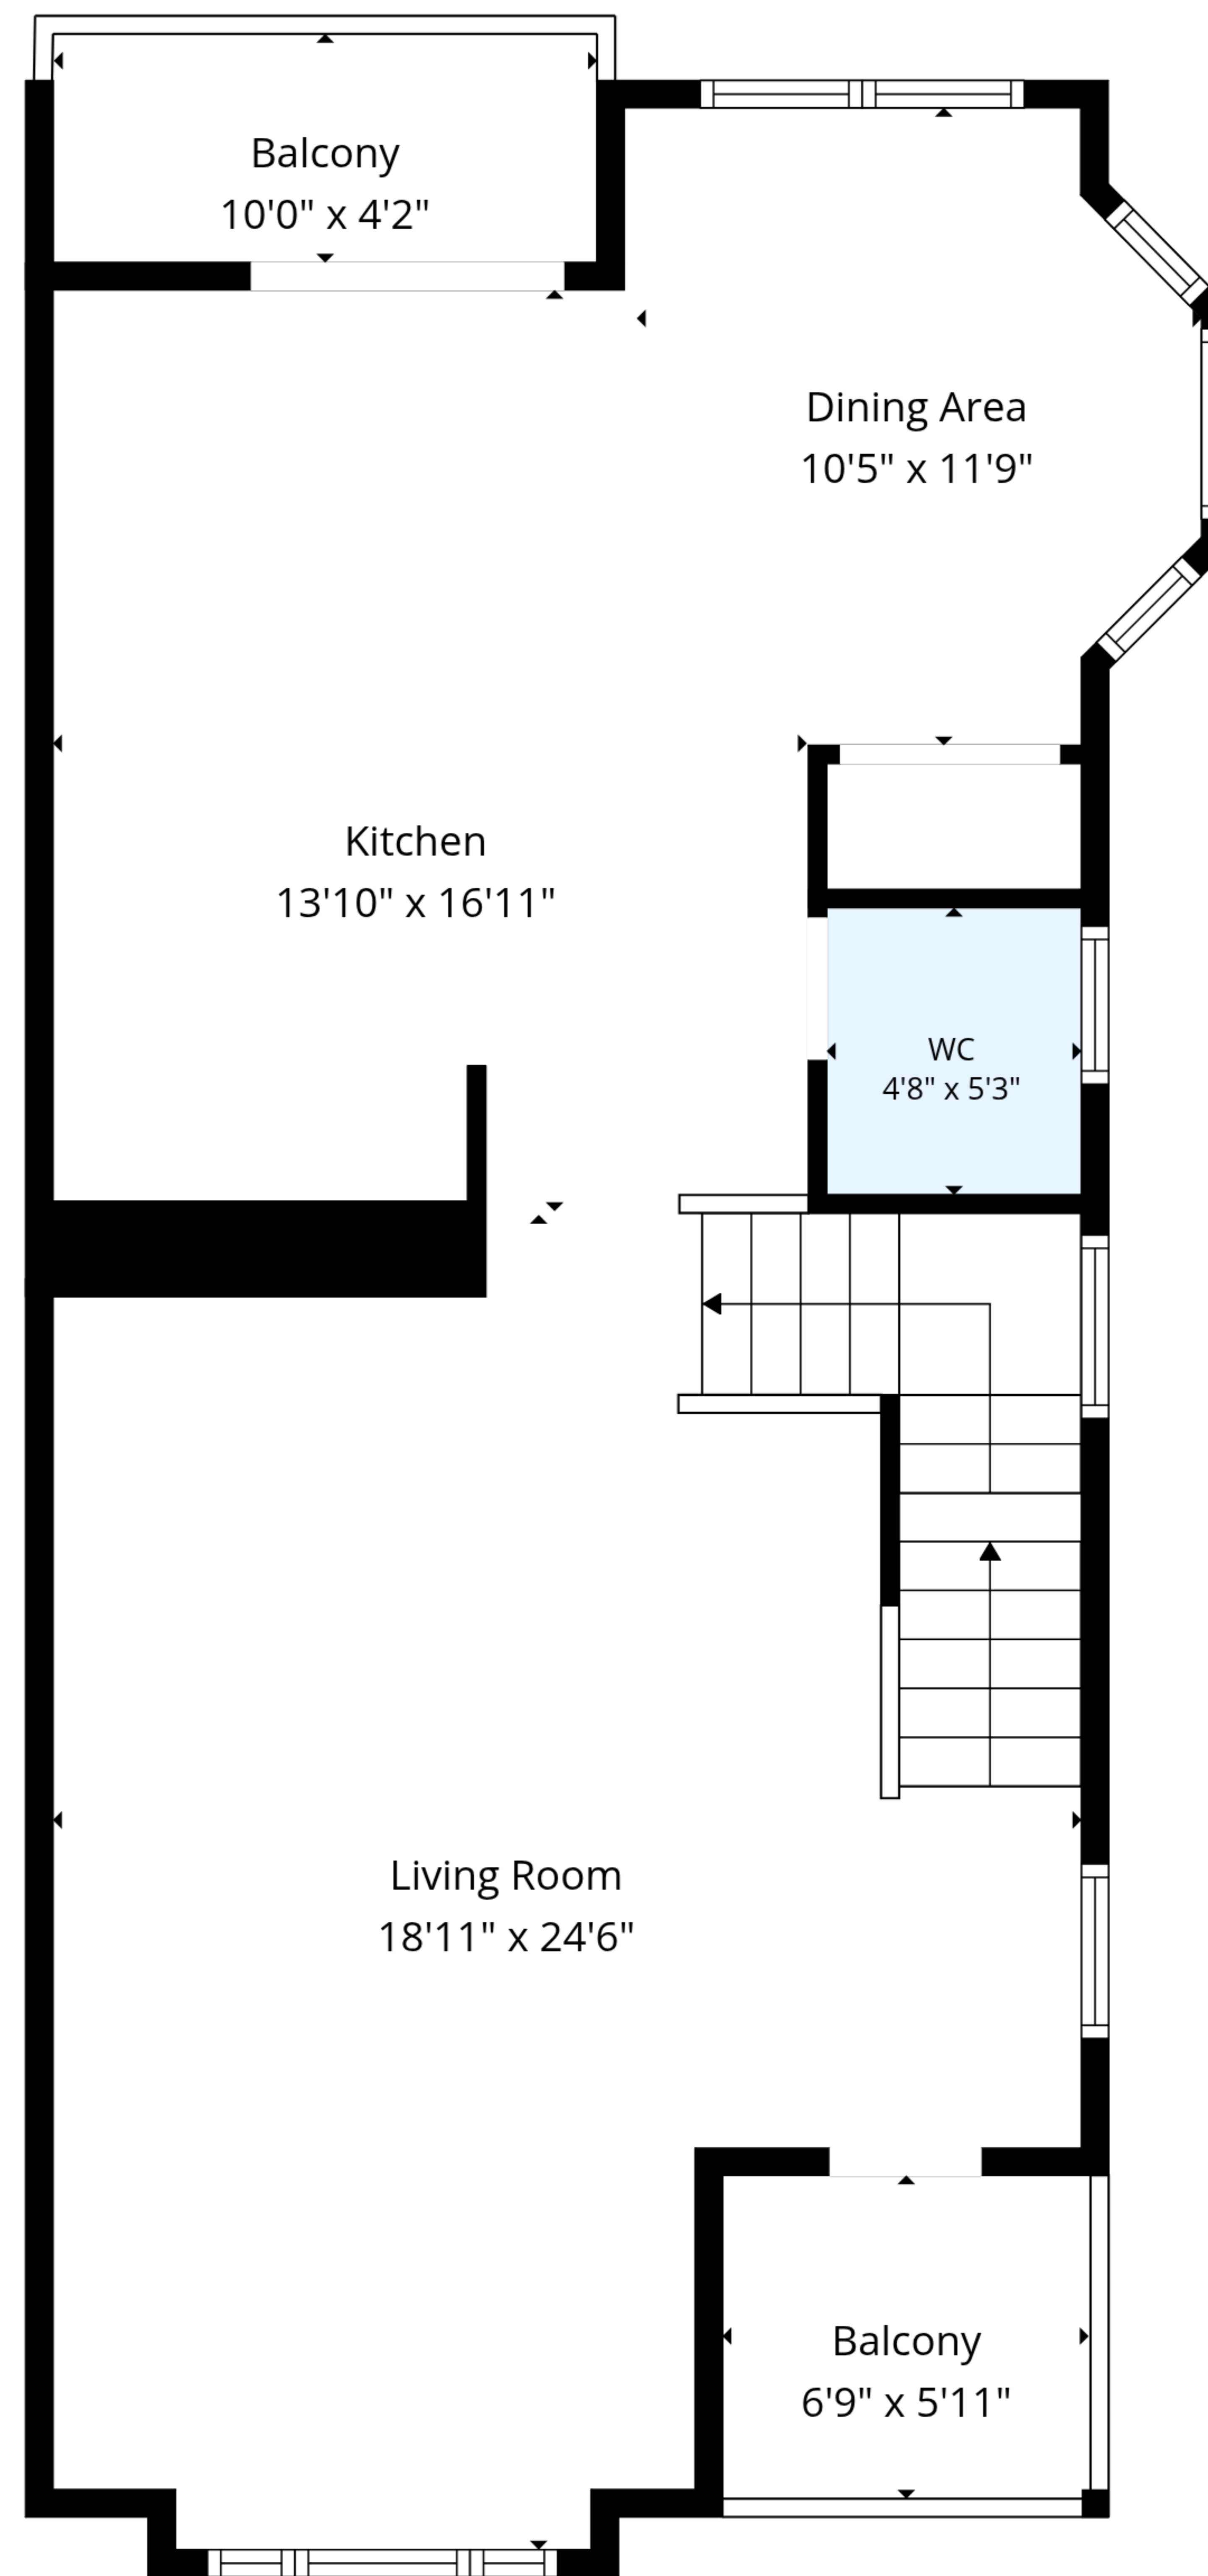 Balcony
10'0" x 4'2"
Dining Area
10'5" x 11'9"
Kitchen
13'10" x 16'11"
WC
4'8" x 5'3"
Living Room
18'11" x 24'6"
Balcony
6'9" x 5'11"